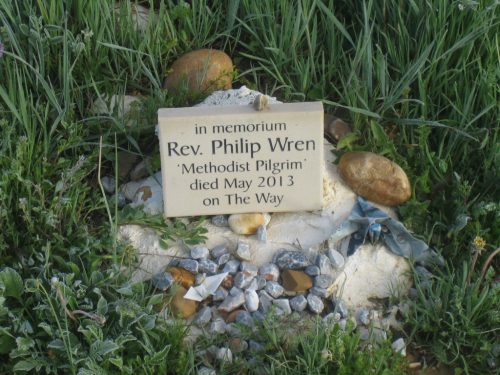 in memorium
Rev. Philip Wren
'Methodist Pilgrim'
died May 2013
on The Way